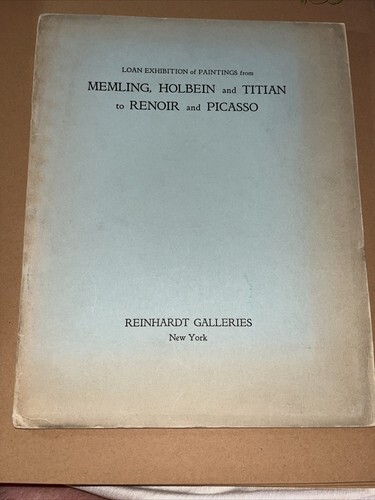 LOAN EXHIBITION of PAINTINGS from
MEMLING, HOLBEIN and TITIAN
to RENOIR and PICASSO
REINHARDT GALLERIES
New York